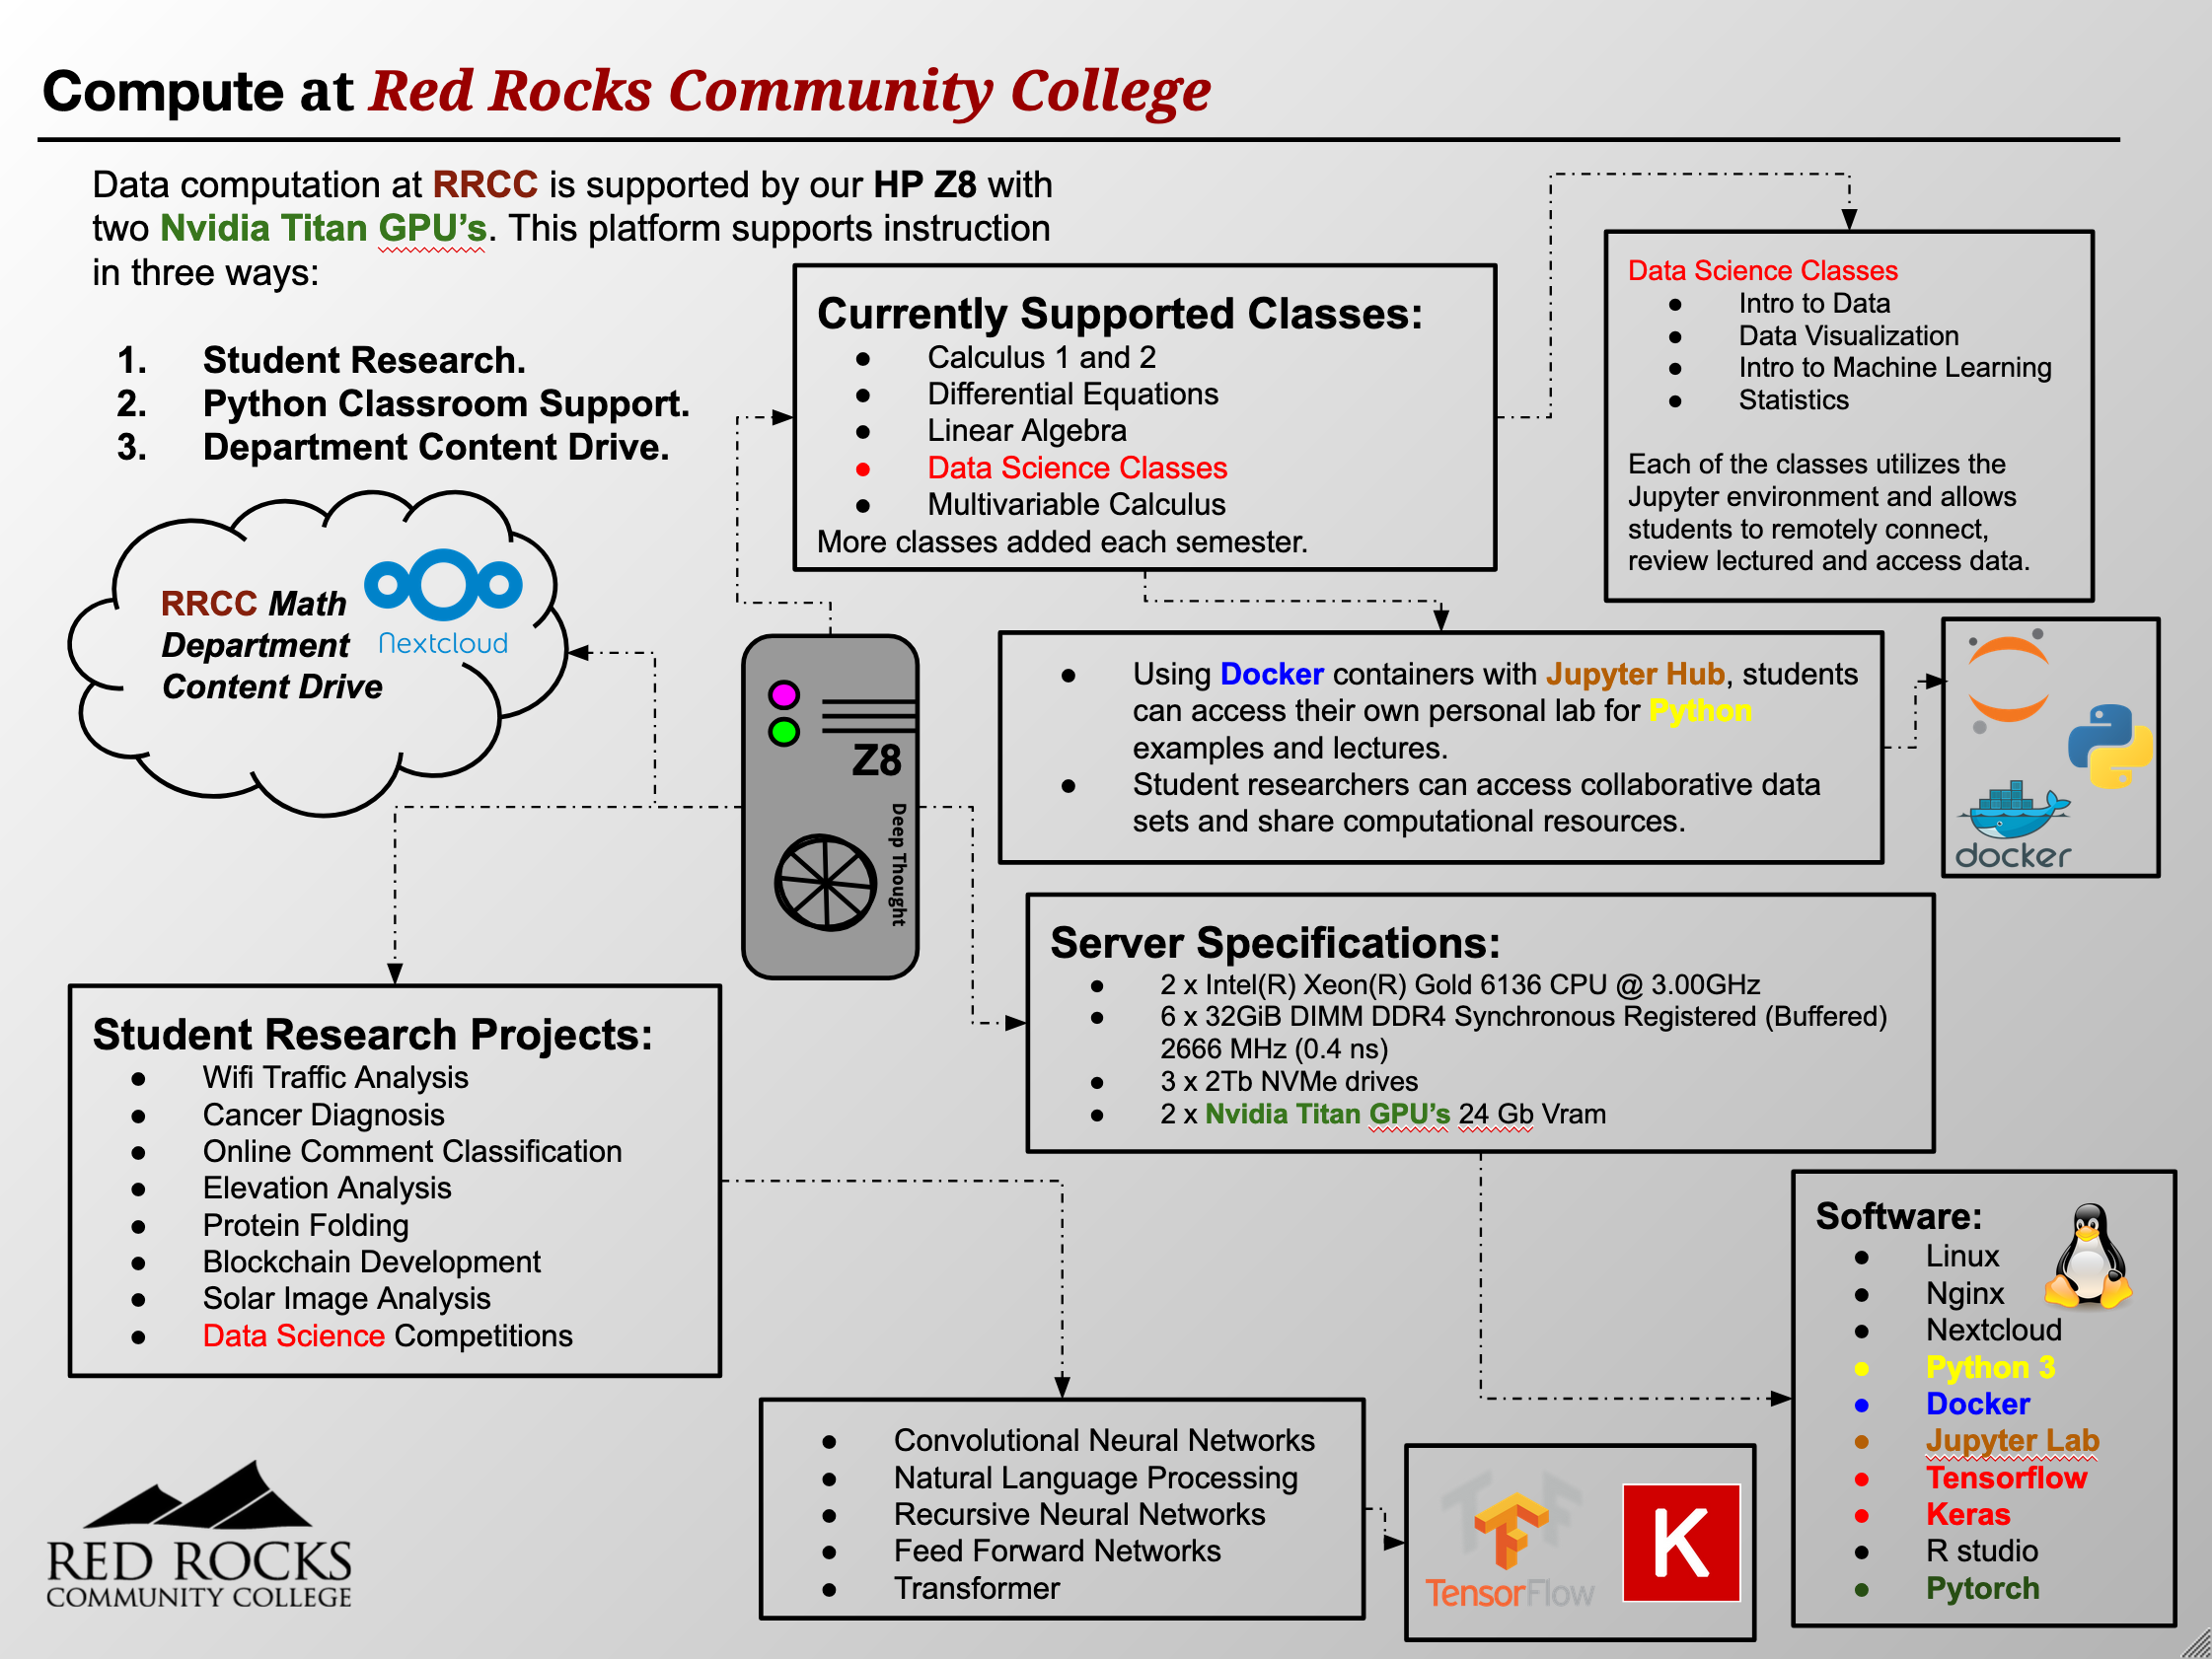 Compute at Red Rocks Community College
Data computation at RRCC is supported by our HP Z8 with
two Nvidia Titan GPU's. This platform supports instruction
in three ways:
1. Student Research.
2. Python Classroom Support.
3. Department Content Drive.
RRCC Math
Department
Content Drive
Nextcloud
Currently Supported Classes:
● Calculus 1 and 2
● Differential Equations
● Linear Algebra
● Data Science Classes
● Multivariable Calculus
More classes added each semester.
Data Science Classes
● Intro to Data
● Data Visualization
● Intro to Machine Learning
● Statistics
Each of the classes utilizes the
Jupyter environment and allows
students to remotely connect,
review lectured and access data.
Z8
Deep Thought
● Using Docker containers with Jupyter Hub, students
can access their own personal lab for Python
examples and lectures.
● Student researchers can access collaborative data
sets and share computational resources.
docker
Server Specifications:
● 2 x Intel(R) Xeon(R) Gold 6136 CPU @ 3.00GHz
● 6 x 32GiB DIMM DDR4 Synchronous Registered (Buffered)
2666 MHz (0.4 ns)
● 3 x 2Tb NVMe drives
● 2 x Nvidia Titan GPU's 24 Gb Vram
Student Research Projects:
● Wifi Traffic Analysis
● Cancer Diagnosis
● Online Comment Classification
● Elevation Analysis
● Protein Folding
● Blockchain Development
● Solar Image Analysis
● Data Science Competitions
● Convolutional Neural Networks
● Natural Language Processing
● Recursive Neural Networks
● Feed Forward Networks
● Transformer
TensorFlow
K
Software:
● Linux
● Nginx
● Nextcloud
● Python 3
● Docker
● Jupyter Lab
● Tensorflow
● Keras
● R studio
● Pytorch
RED ROCKS
COMMUNITY COLLEGE